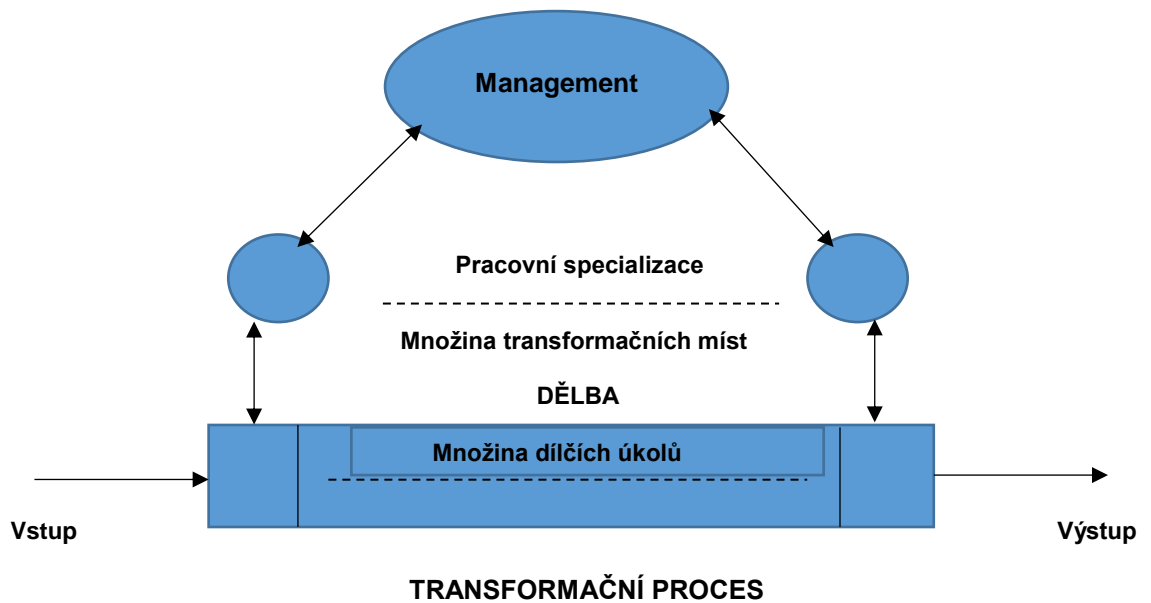 Management
Pracovní specializace
Množina transformačních míst
DĚLBA
Množina dílčích úkolů
Vstup
Výstup
TRANSFORMAČNÍ PROCES